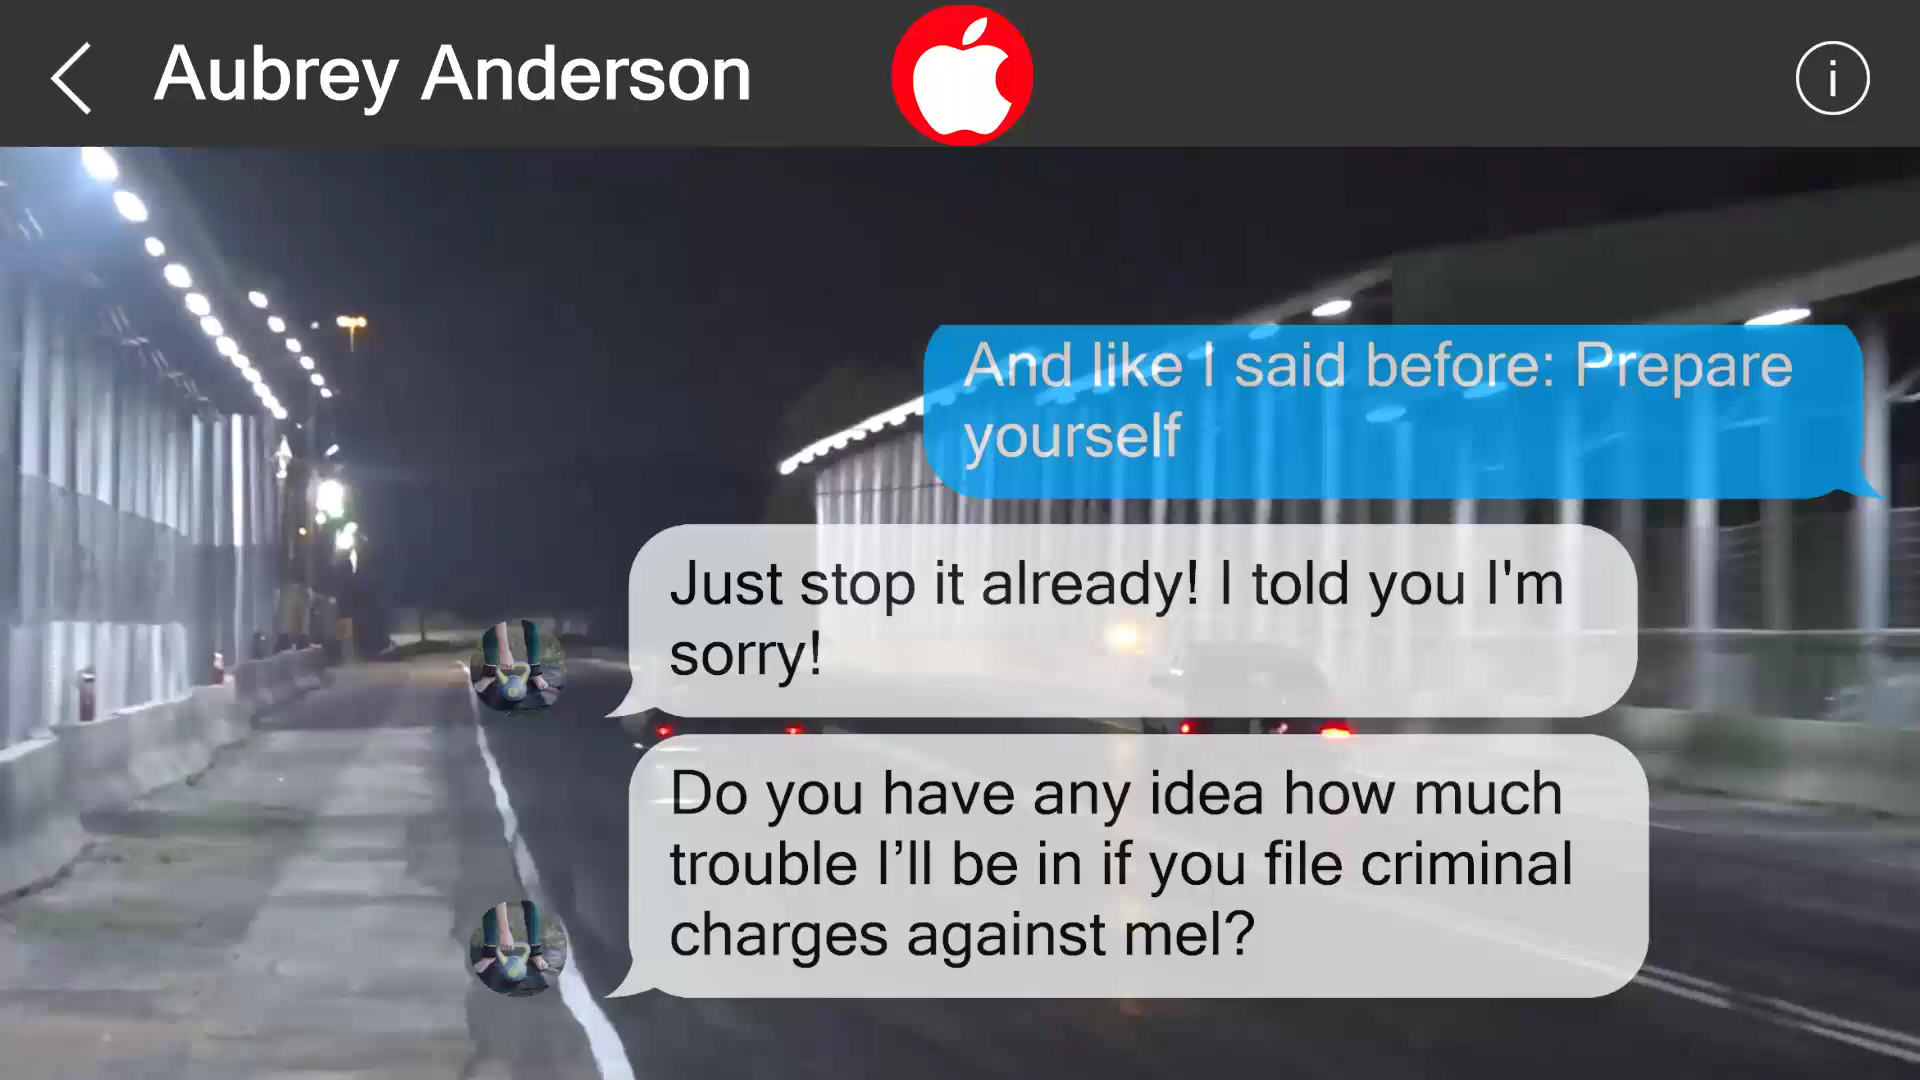 Aubrey Anderson
i
And like I said before: Prepare
yourself
Just stop it already! I told you I'm
sorry!
Do you have any idea how much
trouble I’ll be in if you file criminal
charges against mel?